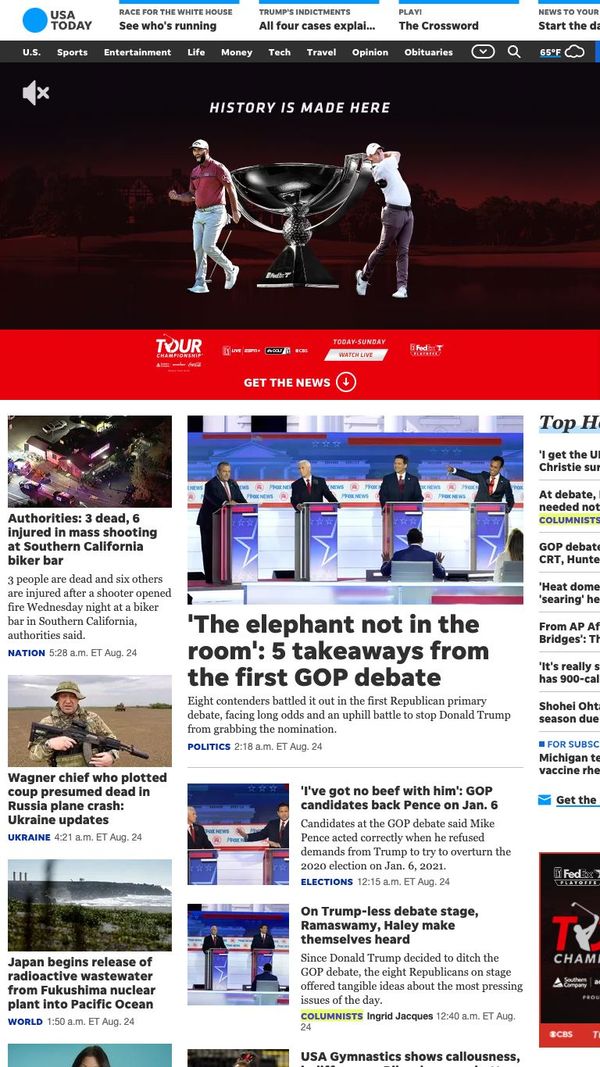 USA
TODAY
RACE FOR THE WHITE HOUSE
See who's running
TRUMP'S INDICTMENTS
All four cases explai...
PLAY!
The Crossword
NEWS TO YOUR
Start the da
U.S. Sports Entertainment Life Money Tech Travel Opinion Obituaries 65°F
HISTORY IS MADE HERE
TOUR
CHAMPIONSHIP
LIVE ESPN+ GOLF CBS
TODAY-SUNDAY
WATCH LIVE
FedEx
PLAYOFFS
GET THE NEWS
Authorities: 3 dead, 6
injured in mass shooting
at Southern California
biker bar
3 people are dead and six others
are injured after a shooter opened
fire Wednesday night at a biker
bar in Southern California,
authorities said.
NATION 5:28 a.m. ET Aug. 24
Wagner chief who plotted
coup presumed dead in
Russia plane crash:
Ukraine updates
UKRAINE 4:21 a.m. ET Aug. 24
Japan begins release of
radioactive wastewater
from Fukushima nuclear
plant into Pacific Ocean
WORLD 1:50 a.m. ET Aug. 24
'The elephant not in the
room': 5 takeaways from
the first GOP debate
Eight contenders battled it out in the first Republican primary
debate, facing long odds and an uphill battle to stop Donald Trump
from grabbing the nomination.
POLITICS 2:18 a.m. ET Aug. 24
'I've got no beef with him': GOP
candidates back Pence on Jan. 6
Candidates at the GOP debate said Mike
Pence acted correctly when he refused
demands from Trump to try to overturn the
2020 election on Jan. 6, 2021.
ELECTIONS 12:15 a.m. ET Aug. 24
On Trump-less debate stage,
Ramaswamy, Haley make
themselves heard
Since Donald Trump decided to ditch the
GOP debate, the eight Republicans on stage
offered tangible ideas about the most pressing
issues of the day.
COLUMNISTS Ingrid Jacques 12:40 a.m. ET Aug.
24
USA Gymnastics shows callousness,
Top H
'I get the U
Christie sur
At debate,
needed not
COLUMNISTS
GOP debate
CRT, Hunte
'Heat dome
'searing' he
From AP Af
Bridges': Th
'It's really s
has 900-cal
Shohei Ohta
season due
FOR SUBSC
Michigan te
vaccine rhe
Get the
FedEx
PLAYOFFS
CHAM
Southern
Company
PROU
CBS